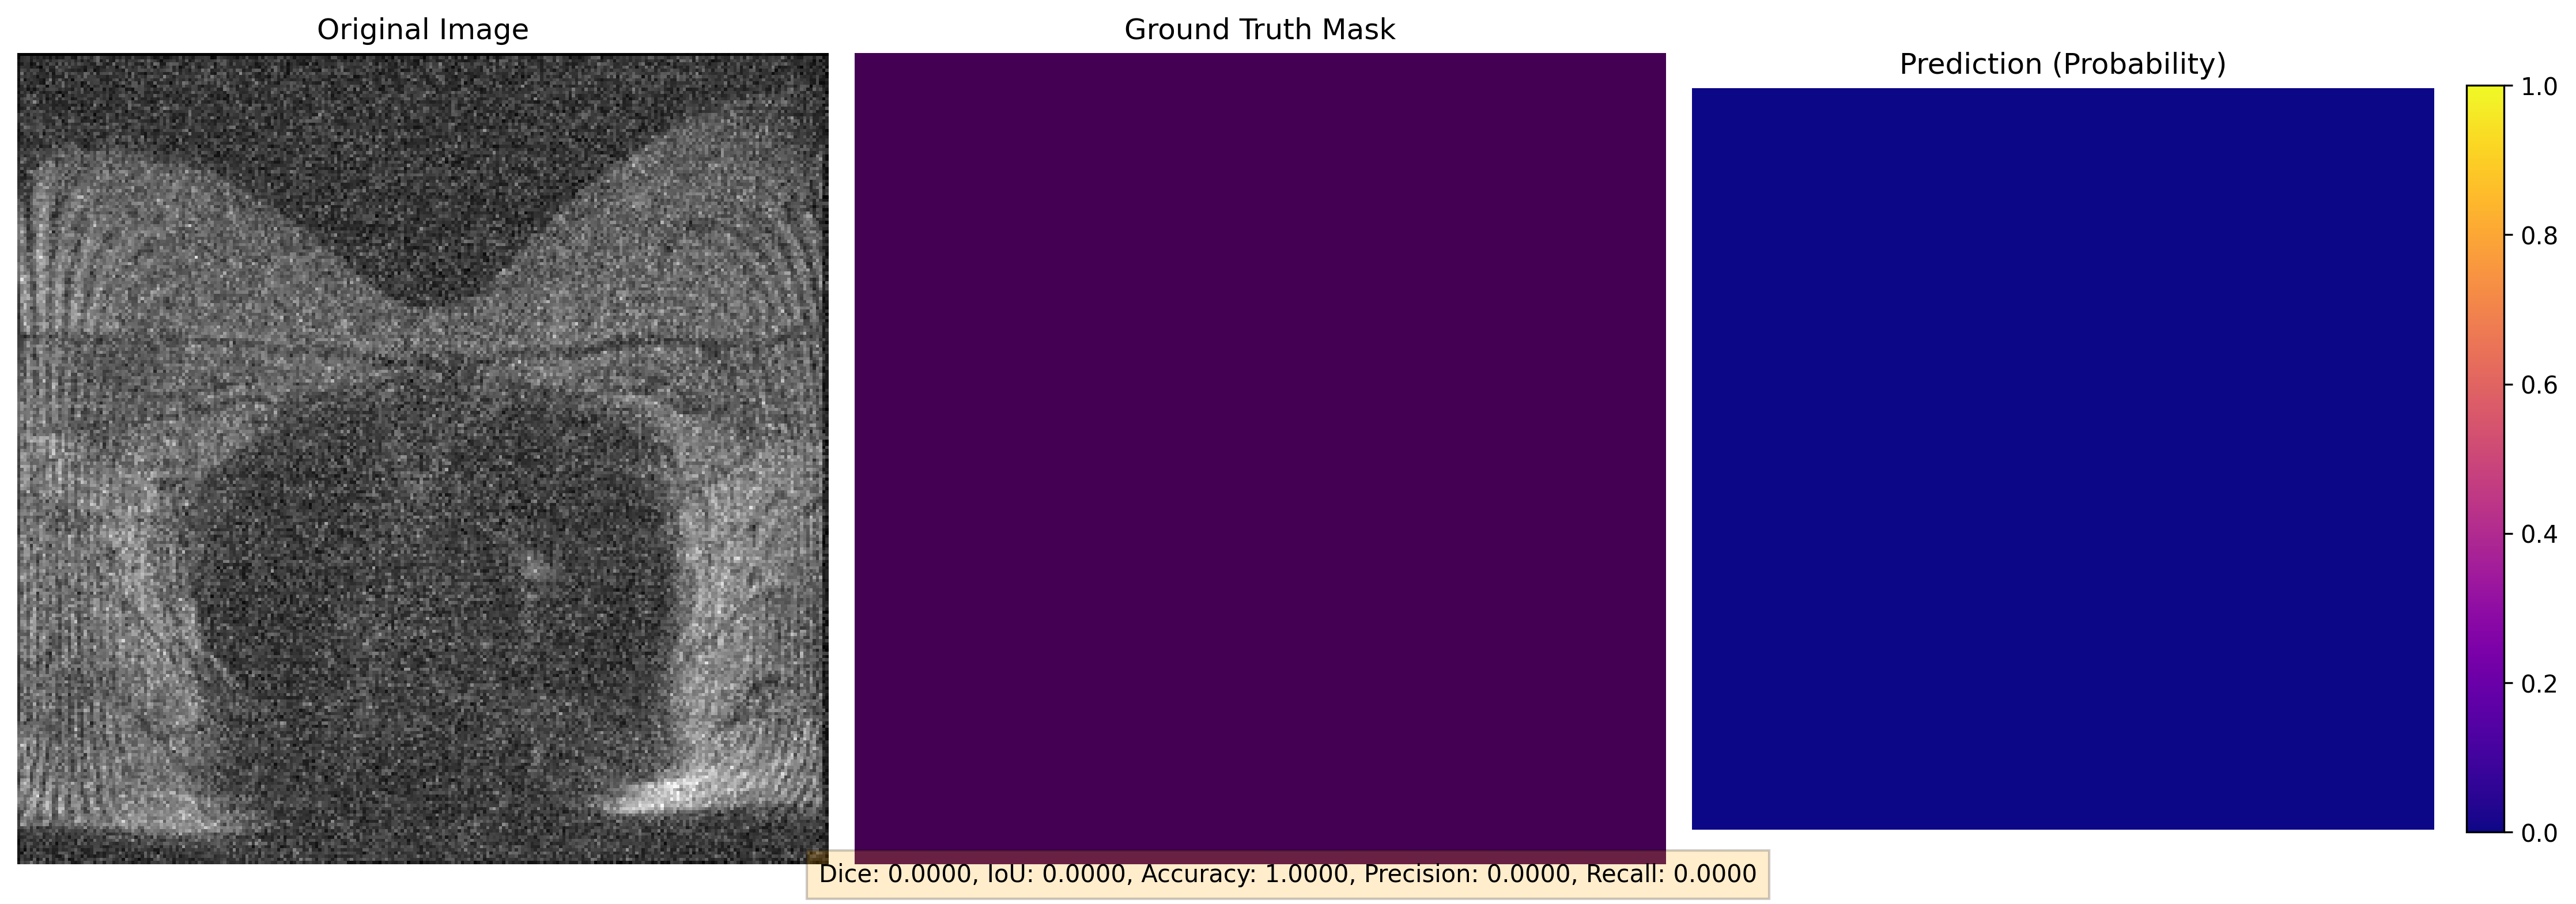 Original Image
Ground Truth Mask
Prediction (Probability)
1.0
0.8
0.6
0.4
0.2
0.0
Dice: 0.0000, IoU: 0.0000, Accuracy: 1.0000, Precision: 0.0000, Recall: 0.0000